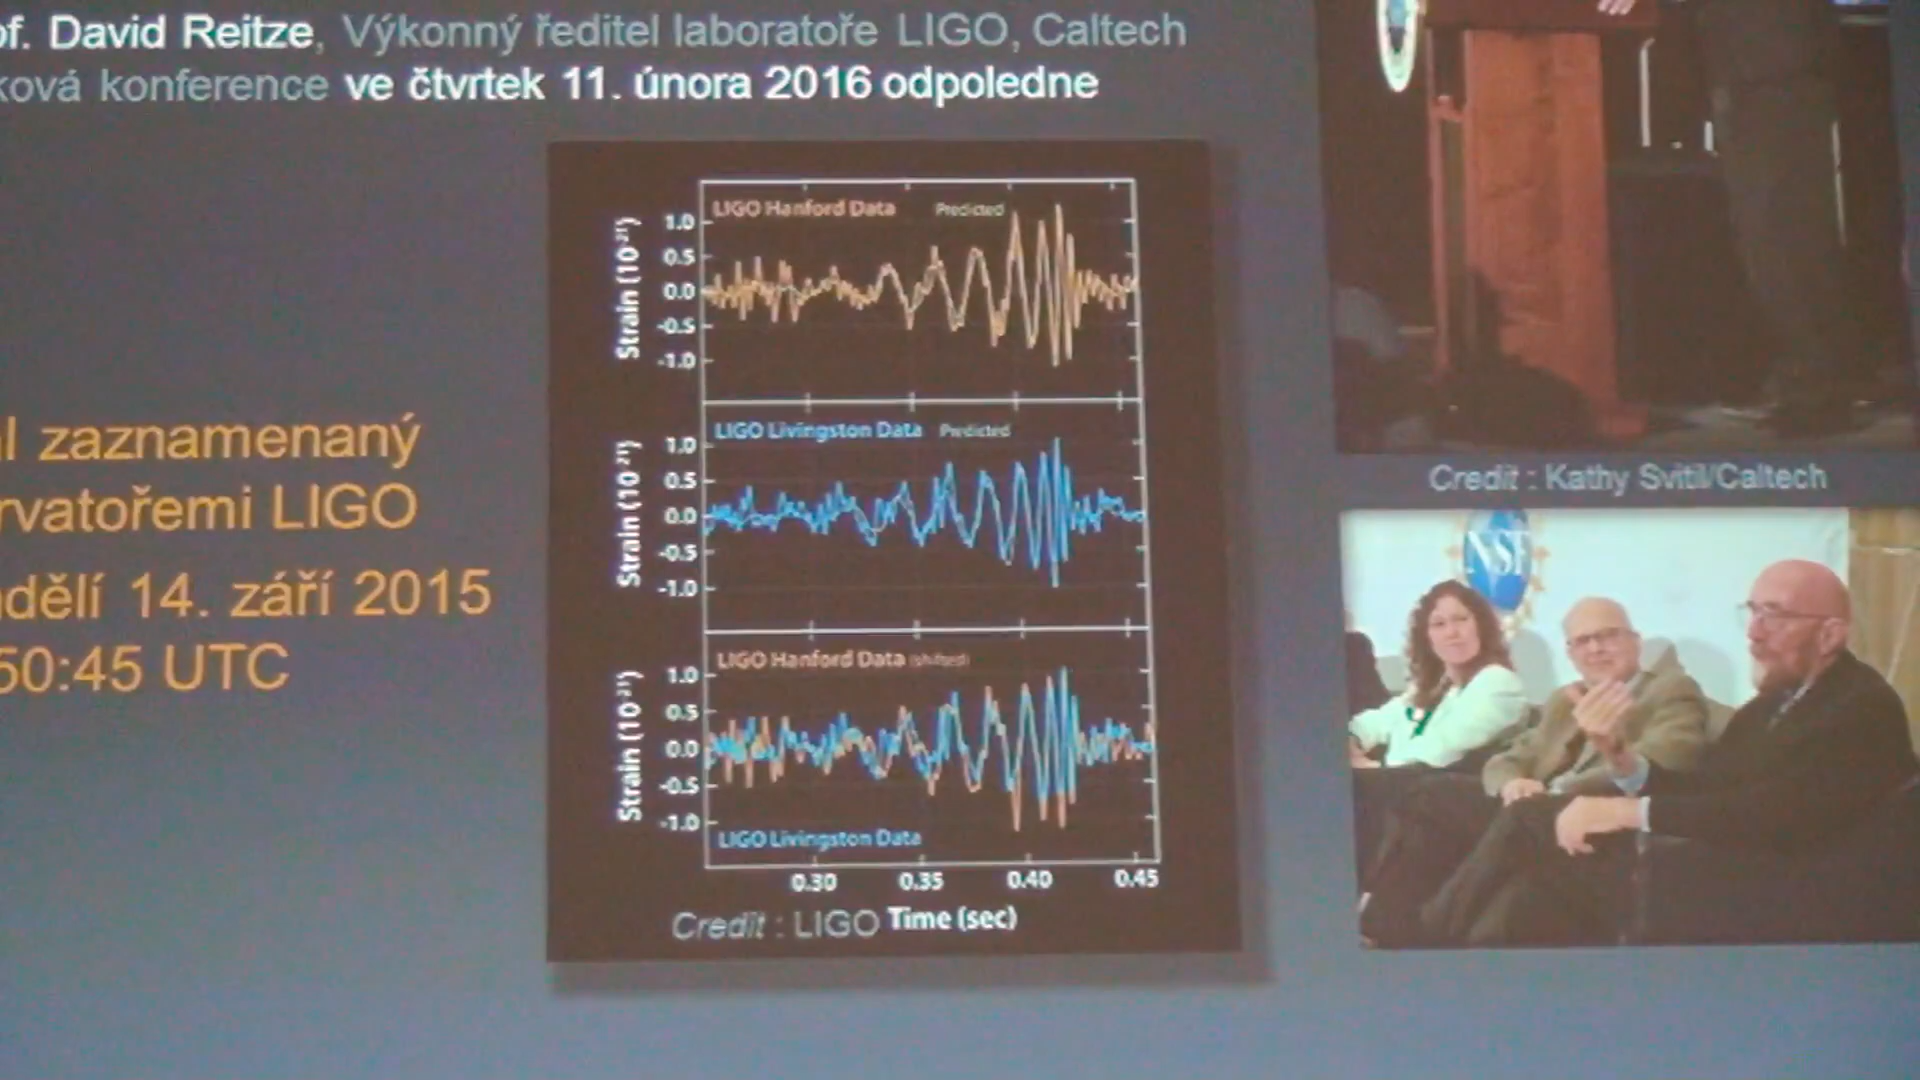 of. David Reitze, Výkonný ředitel laboratoře LIGO, Caltech
ková konference ve čtvrtek 11. února 2016 odpoledne
l zaznamenaný
rvatořemi LIGO
dělí 14. září 2015
50:45 UTC
LIGO Hanford Data Predicted
Strain (10⁻²¹)
1.0
0.5
0.0
-0.5
-1.0
LIGO Livingston Data Predicted
Strain (10⁻²¹)
1.0
0.5
0.0
-0.5
-1.0
LIGO Hanford Data (shifted)
Strain (10⁻²¹)
1.0
0.5
0.0
-0.5
-1.0
LIGO Livingston Data
0.30 0.35 0.40 0.45
Credit : LIGO Time (sec)
Credit : Kathy Svitil/Caltech
NSF